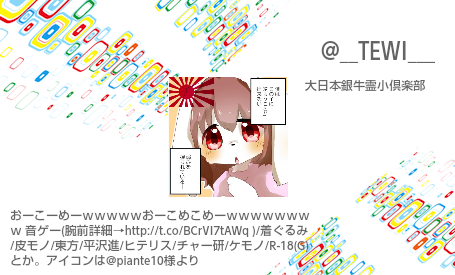 @__TEWI___
大日本銀牛霊小倶楽部
おーこーめーｗｗｗｗｗおーこめこめーｗｗｗｗｗｗｗ
ｗ 音ゲー(腕前詳細→http://t.co/BCrVI7tAWq )/着ぐるみ
/皮モノ/東方/平沢進/ヒテリス/チャー研/ケモノ/R-18(G)
とか。アイコンは@piante10様より